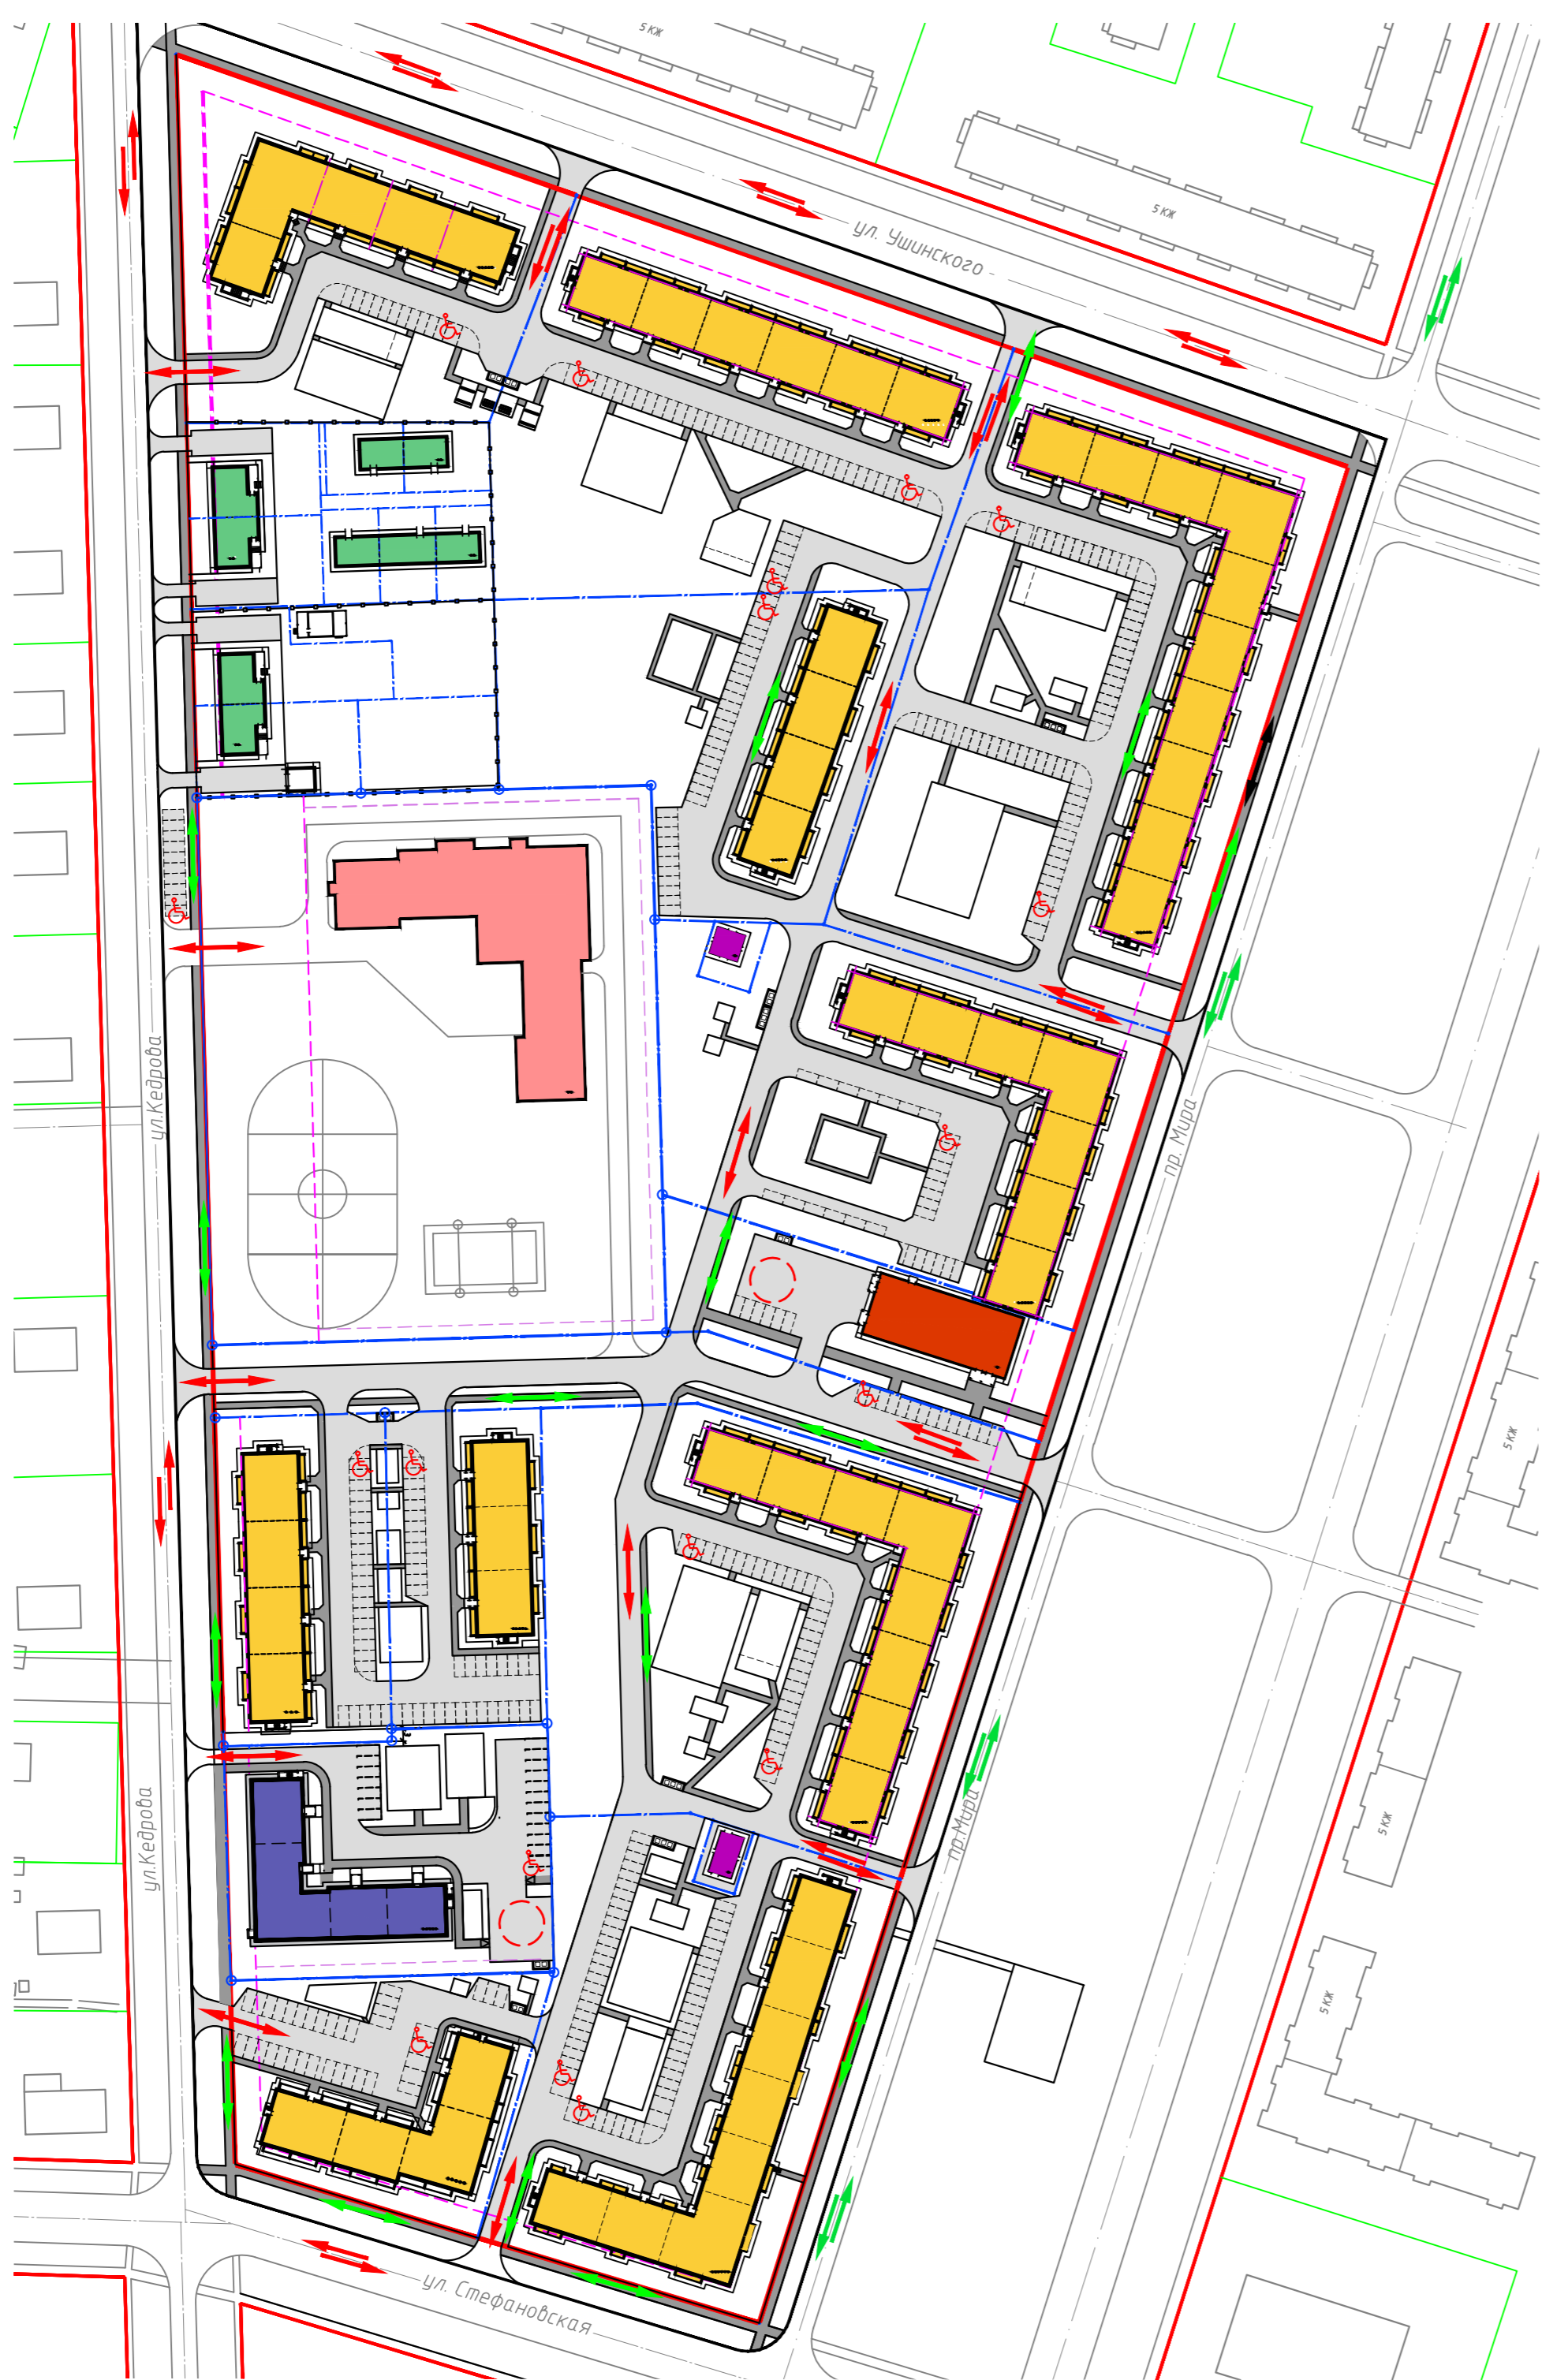 5 КЖ
ул. Ушинского
5 КЖ
ул.Кедрова
пр. Мира
5 КЖ
ул.Кедрова
пр.Мира
5 КЖ
5 КЖ
ул. Стефановская